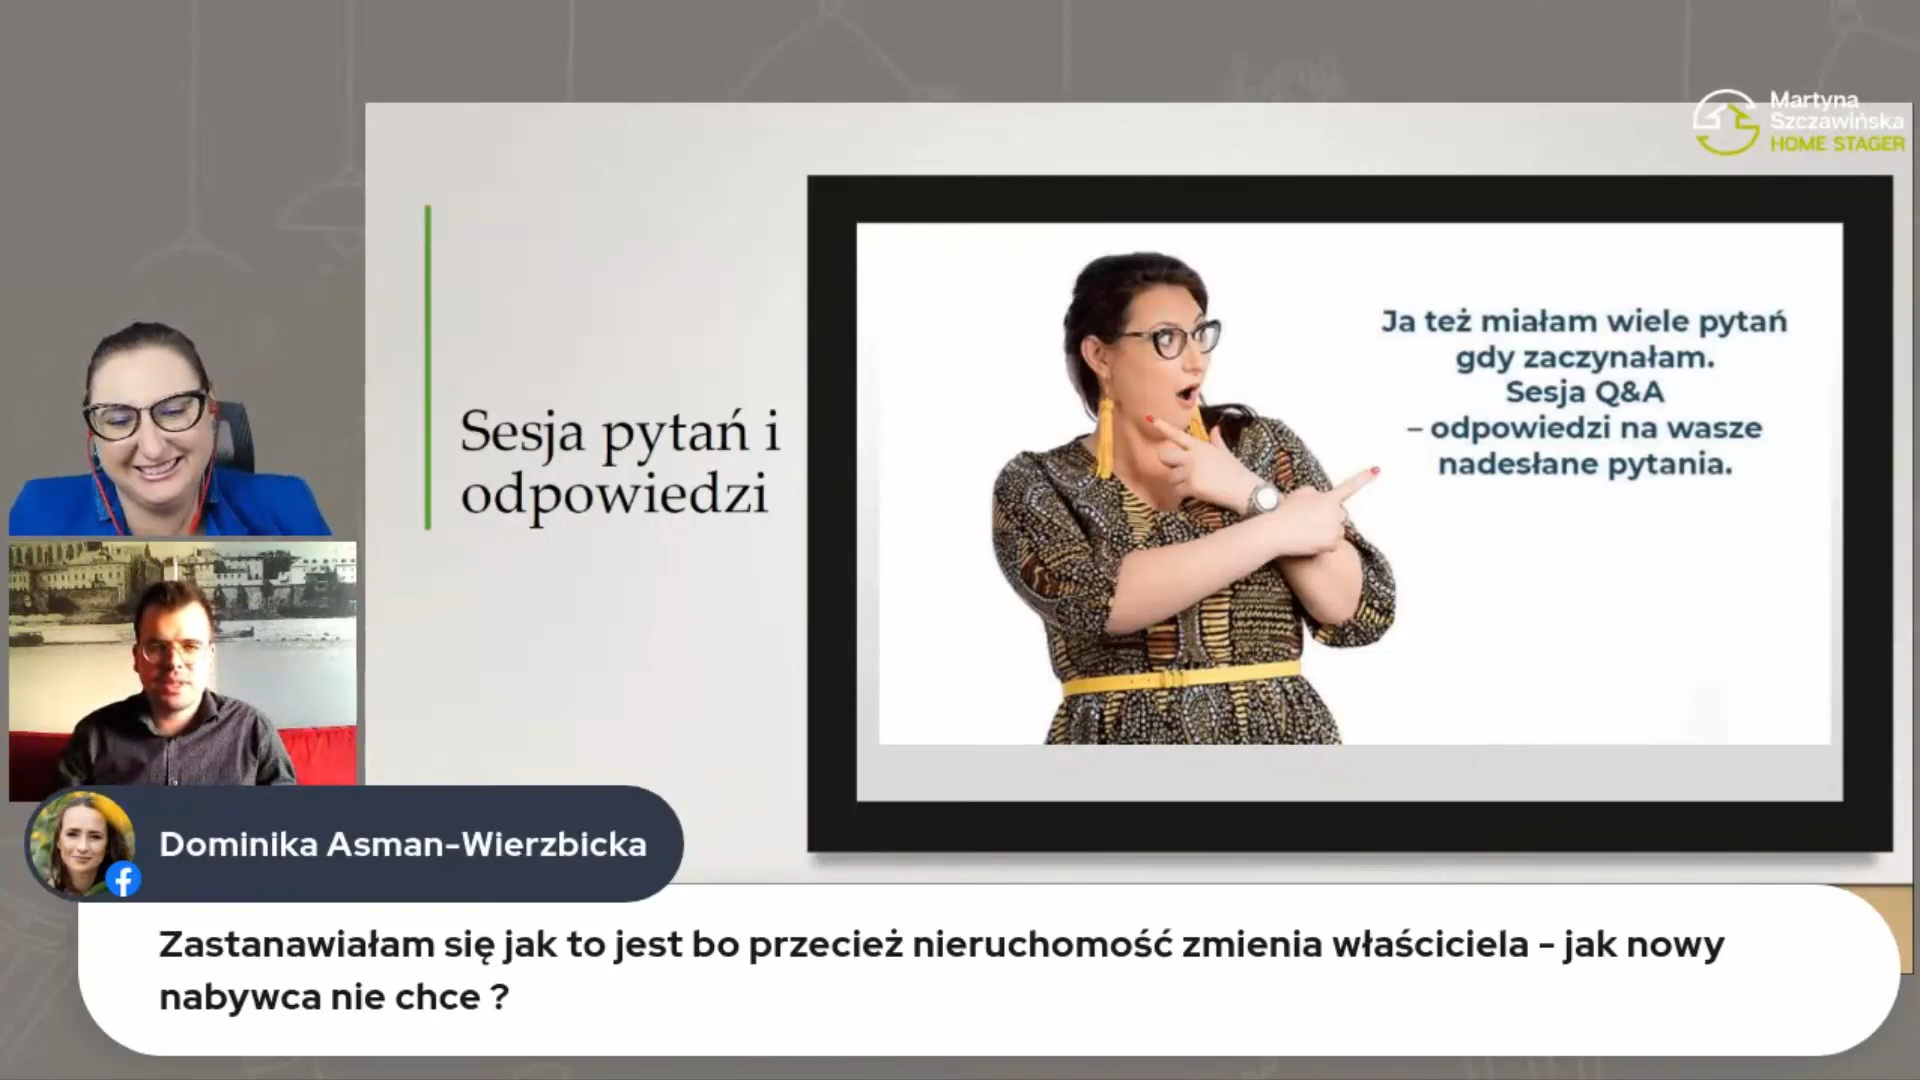 Martyna
Szczawińska
HOME STAGER
Sesja pytań i
odpowiedzi
Ja też miałam wiele pytań
gdy zaczynałam.
Sesja Q&A
– odpowiedzi na wasze
nadesłane pytania.
Dominika Asman-Wierzbicka
Zastanawiałam się jak to jest bo przecież nieruchomość zmienia właściciela - jak nowy
nabywca nie chce ?